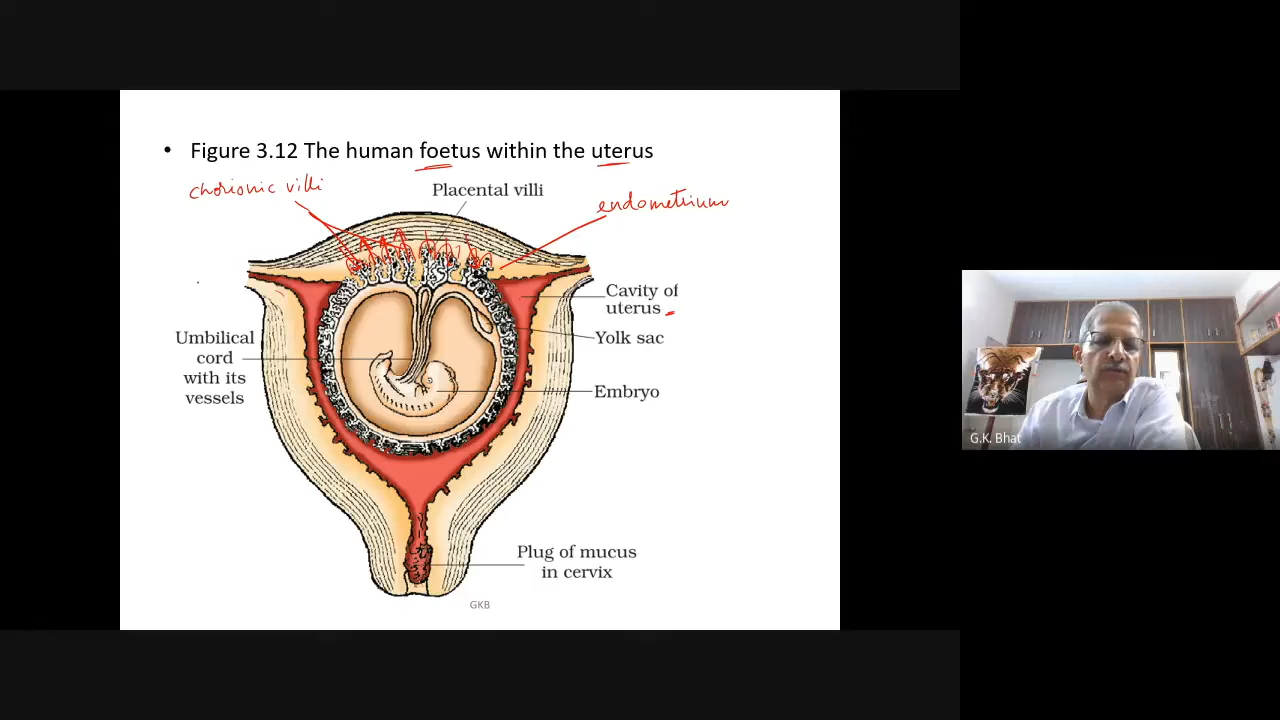 • Figure 3.12 The human foetus within the uterus
chorionic villi
Placental villi
endometrium
Cavity of
uterus
Umbilical
cord
with its
vessels
Yolk sac
Embryo
Plug of mucus
in cervix
GKB
G.K. Bhat